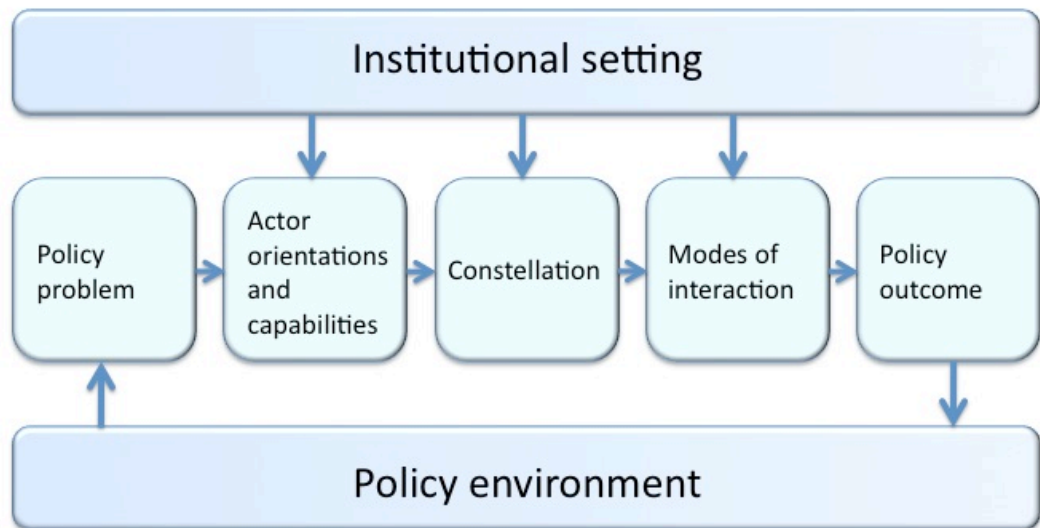 Institutional setting
Policy
problem
Actor
orientations
and
capabilities
Constellation
Modes of
interaction
Policy
outcome
Policy environment